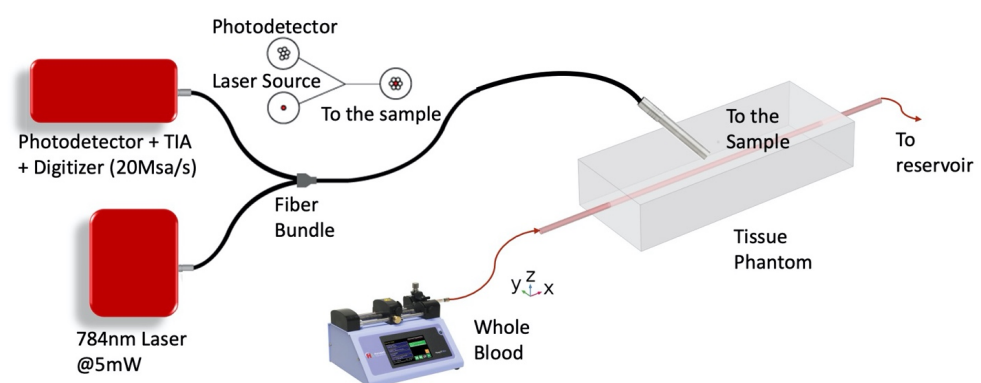 Photodetector
Laser Source
To the sample
Photodetector + TIA
+ Digitizer (20Msa/s)
Fiber
Bundle
784nm Laser
@5mW
To the
Sample
To
reservoir
Tissue
Phantom
y z x
Whole
Blood